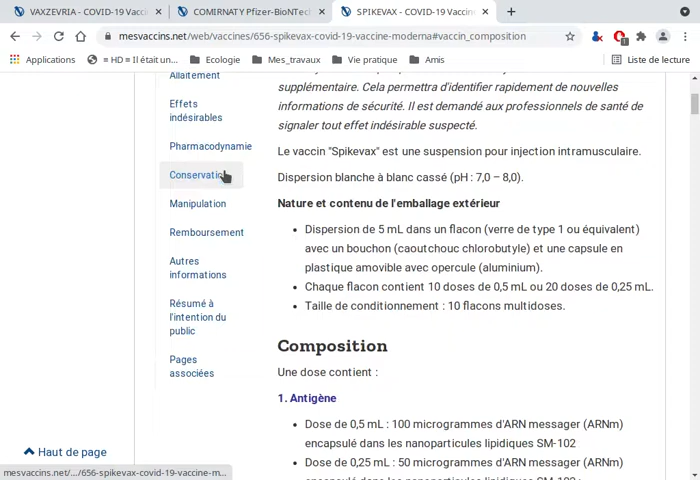 VAXZEVRIA - COVID-19 Vaccin
COMIRNATY Pfizer-BioNTech
SPIKEVAX - COVID-19 Vaccin
mesvaccins.net/web/vaccines/656-spikevax-covid-19-vaccine-moderna#vaccin_composition
Applications
= HD = Il était un...
Ecologie
Mes_travaux
Vie pratique
Amis
Liste de lecture
Allaitement
Effets
indésirables
Pharmacodynamie
Conservation
Manipulation
Remboursement
Autres
informations
Résumé à
l'intention du
public
Pages
associées
Haut de page
supplémentaire. Cela permettra d'identifier rapidement de nouvelles
informations de sécurité. Il est demandé aux professionnels de santé de
signaler tout effet indésirable suspecté.
Le vaccin "Spikevax" est une suspension pour injection intramusculaire.
Dispersion blanche à blanc cassé (pH : 7,0 – 8,0).
Nature et contenu de l'emballage extérieur
Dispersion de 5 mL dans un flacon (verre de type 1 ou équivalent)
avec un bouchon (caoutchouc chlorobutyle) et une capsule en
plastique amovible avec opercule (aluminium).
Chaque flacon contient 10 doses de 0,5 mL ou 20 doses de 0,25 mL.
Taille de conditionnement : 10 flacons multidoses.
Composition
Une dose contient :
1. Antigène
Dose de 0,5 mL : 100 microgrammes d'ARN messager (ARNm)
encapsulé dans les nanoparticules lipidiques SM-102
Dose de 0,25 mL : 50 microgrammes d'ARN messager (ARNm)
mesvaccins.net/.../656-spikevax-covid-19-vaccine-m...